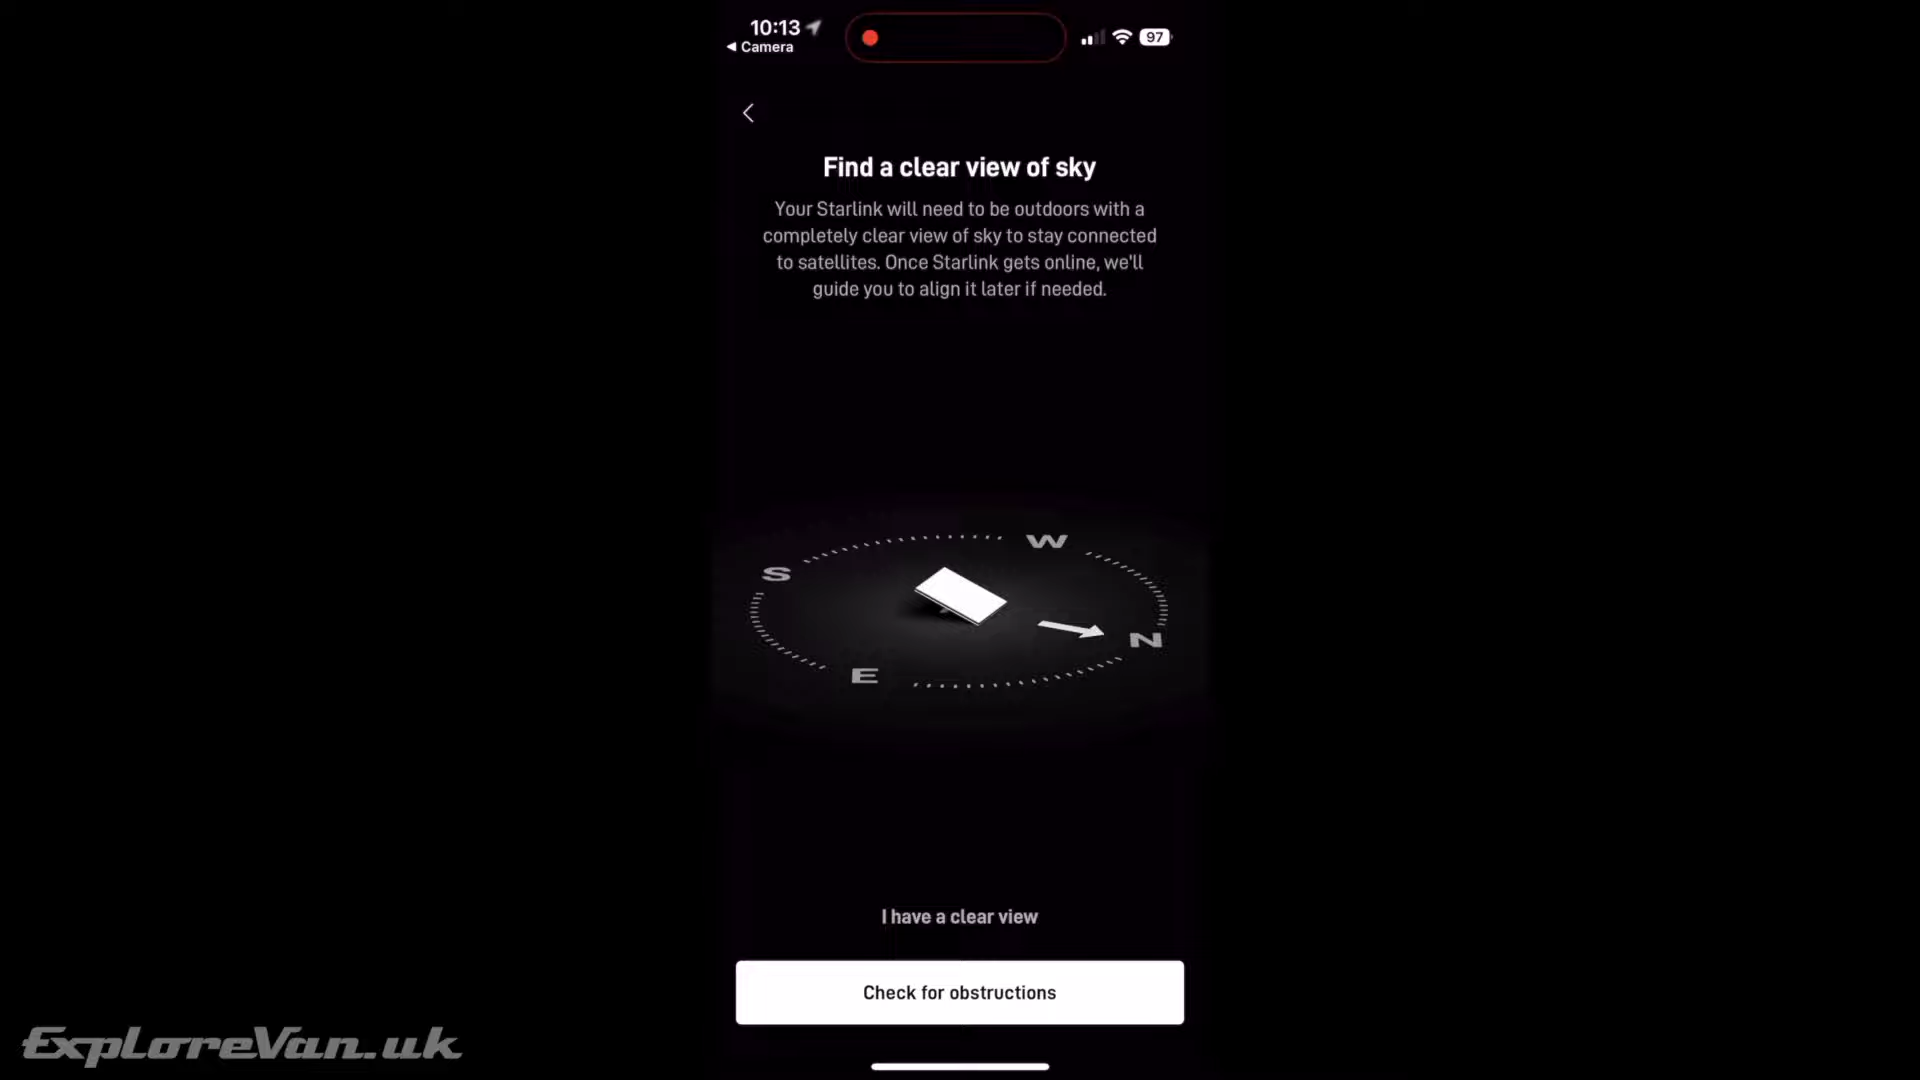 10:13
97
◀ Camera
Find a clear view of sky
Your Starlink will need to be outdoors with a
completely clear view of sky to stay connected
to satellites. Once Starlink gets online, we'll
guide you to align it later if needed.
W
S
N
E
I have a clear view
Check for obstructions
ExploreVan.uk